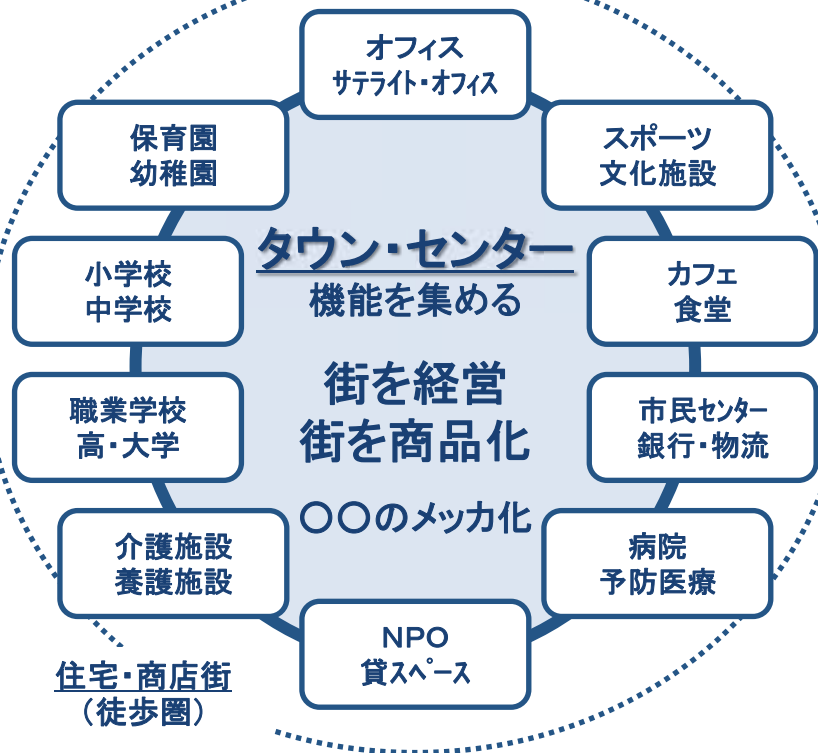 オフィス
サテライト・オフィス
保育園
幼稚園
スポーツ
文化施設
タウン・センター
機能を集める
小学校
中学校
カフェ
食堂
街を経営
街を商品化
職業学校
高・大学
市民センター
銀行・物流
〇〇のメッカ化
介護施設
養護施設
病院
予防医療
NPO
貸スペース
住宅・商店街
(徒歩圏)